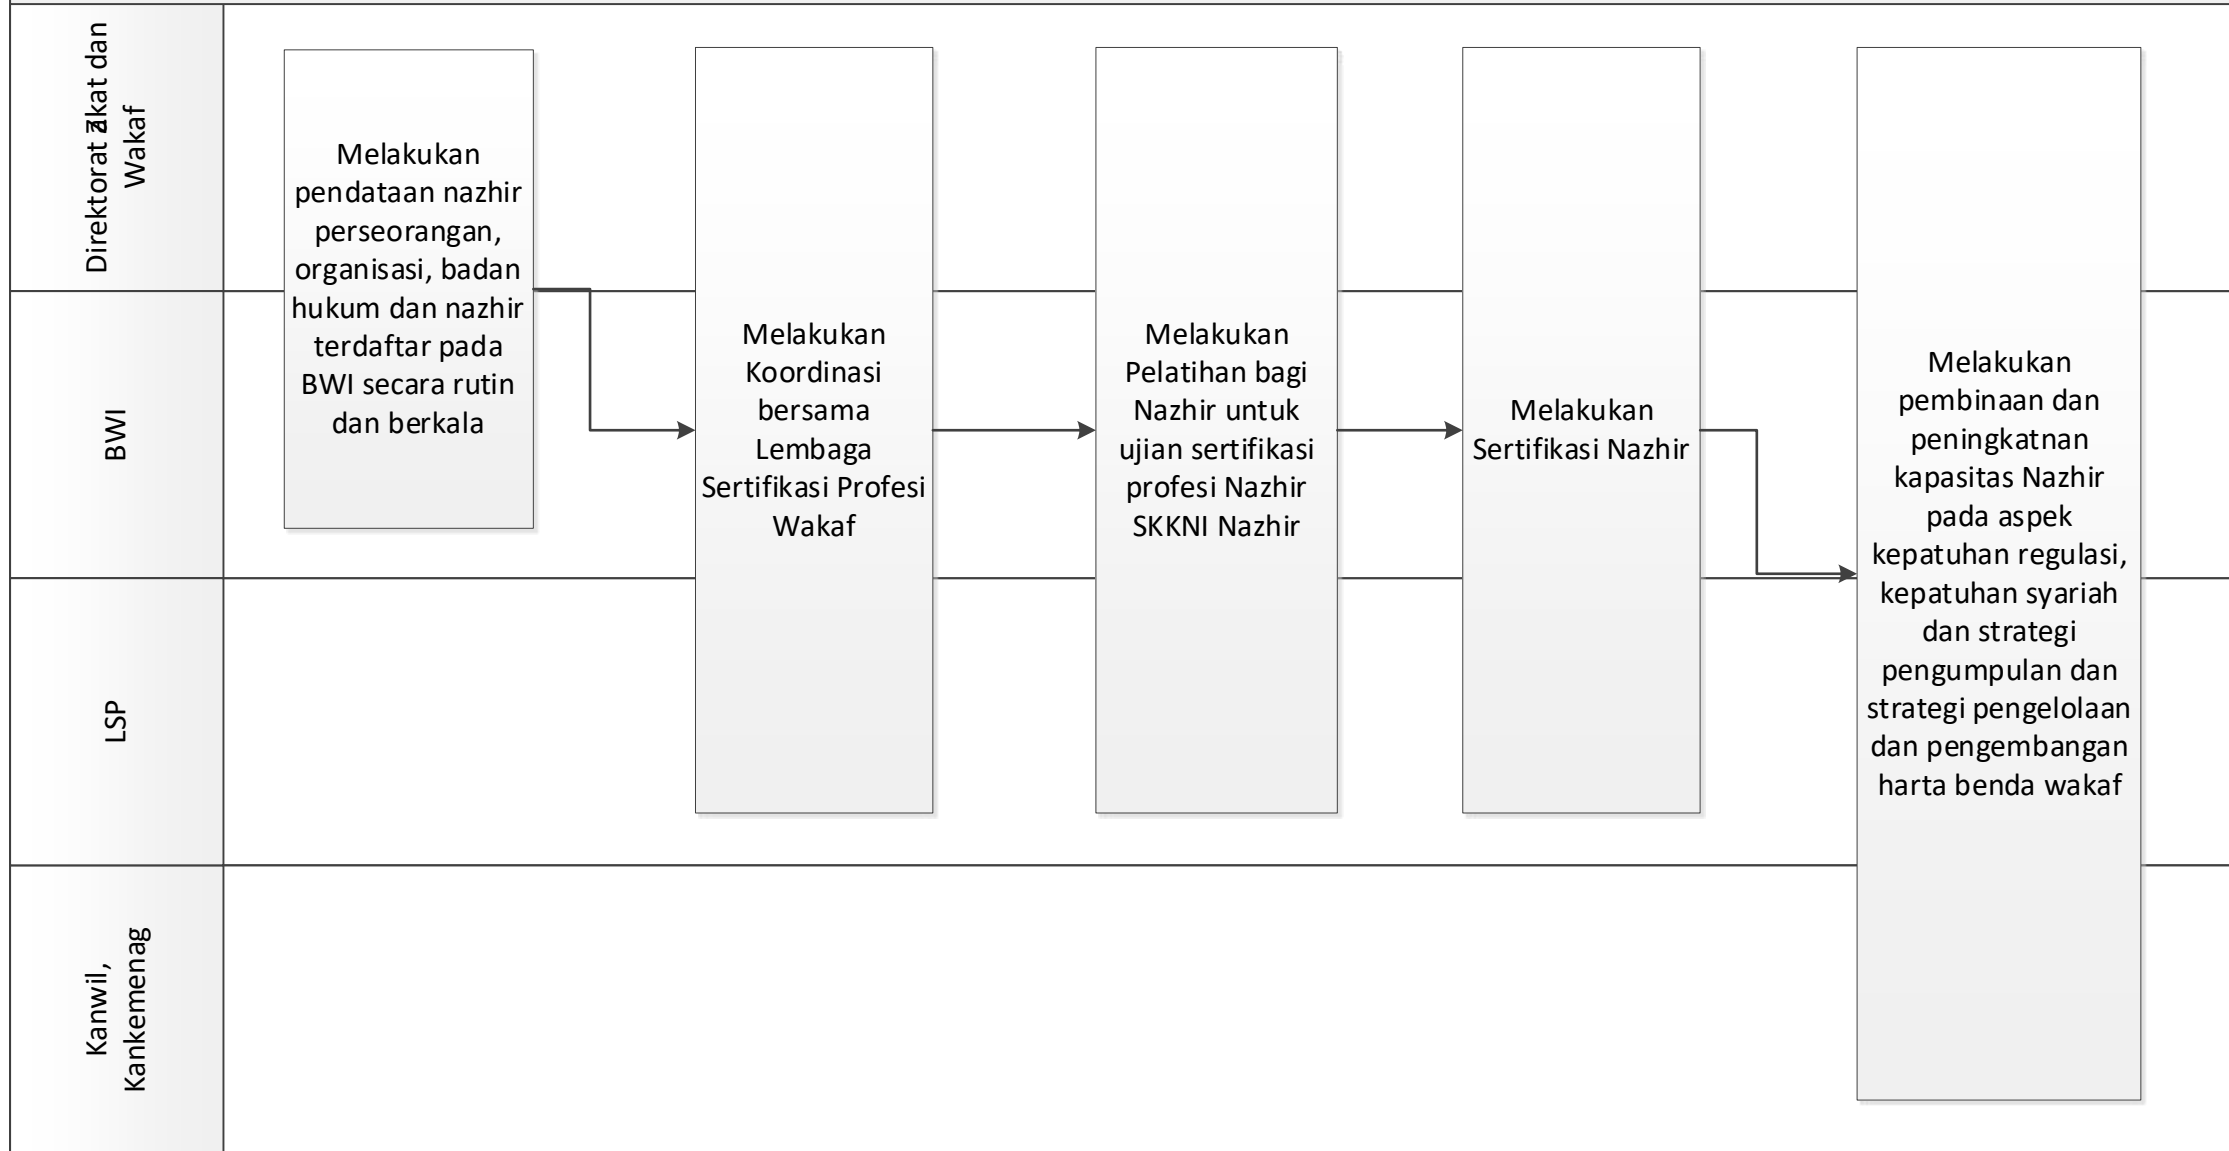 Direktorat Zakat dan
Wakaf
BWI
LSP
Kanwil,
Kankemenag
Melakukan
pendataan nazhir
perseorangan,
organisasi, badan
hukum dan nazhir
terdaftar pada
BWI secara rutin
dan berkala
Melakukan
Koordinasi
bersama
Lembaga
Sertifikasi Profesi
Wakaf
Melakukan
Pelatihan bagi
Nazhir untuk
ujian sertifikasi
profesi Nazhir
SKKNI Nazhir
Melakukan
Sertifikasi Nazhir
Melakukan
pembinaan dan
peningkatnan
kapasitas Nazhir
pada aspek
kepatuhan regulasi,
kepatuhan syariah
dan strategi
pengumpulan dan
strategi pengelolaan
dan pengembangan
harta benda wakaf